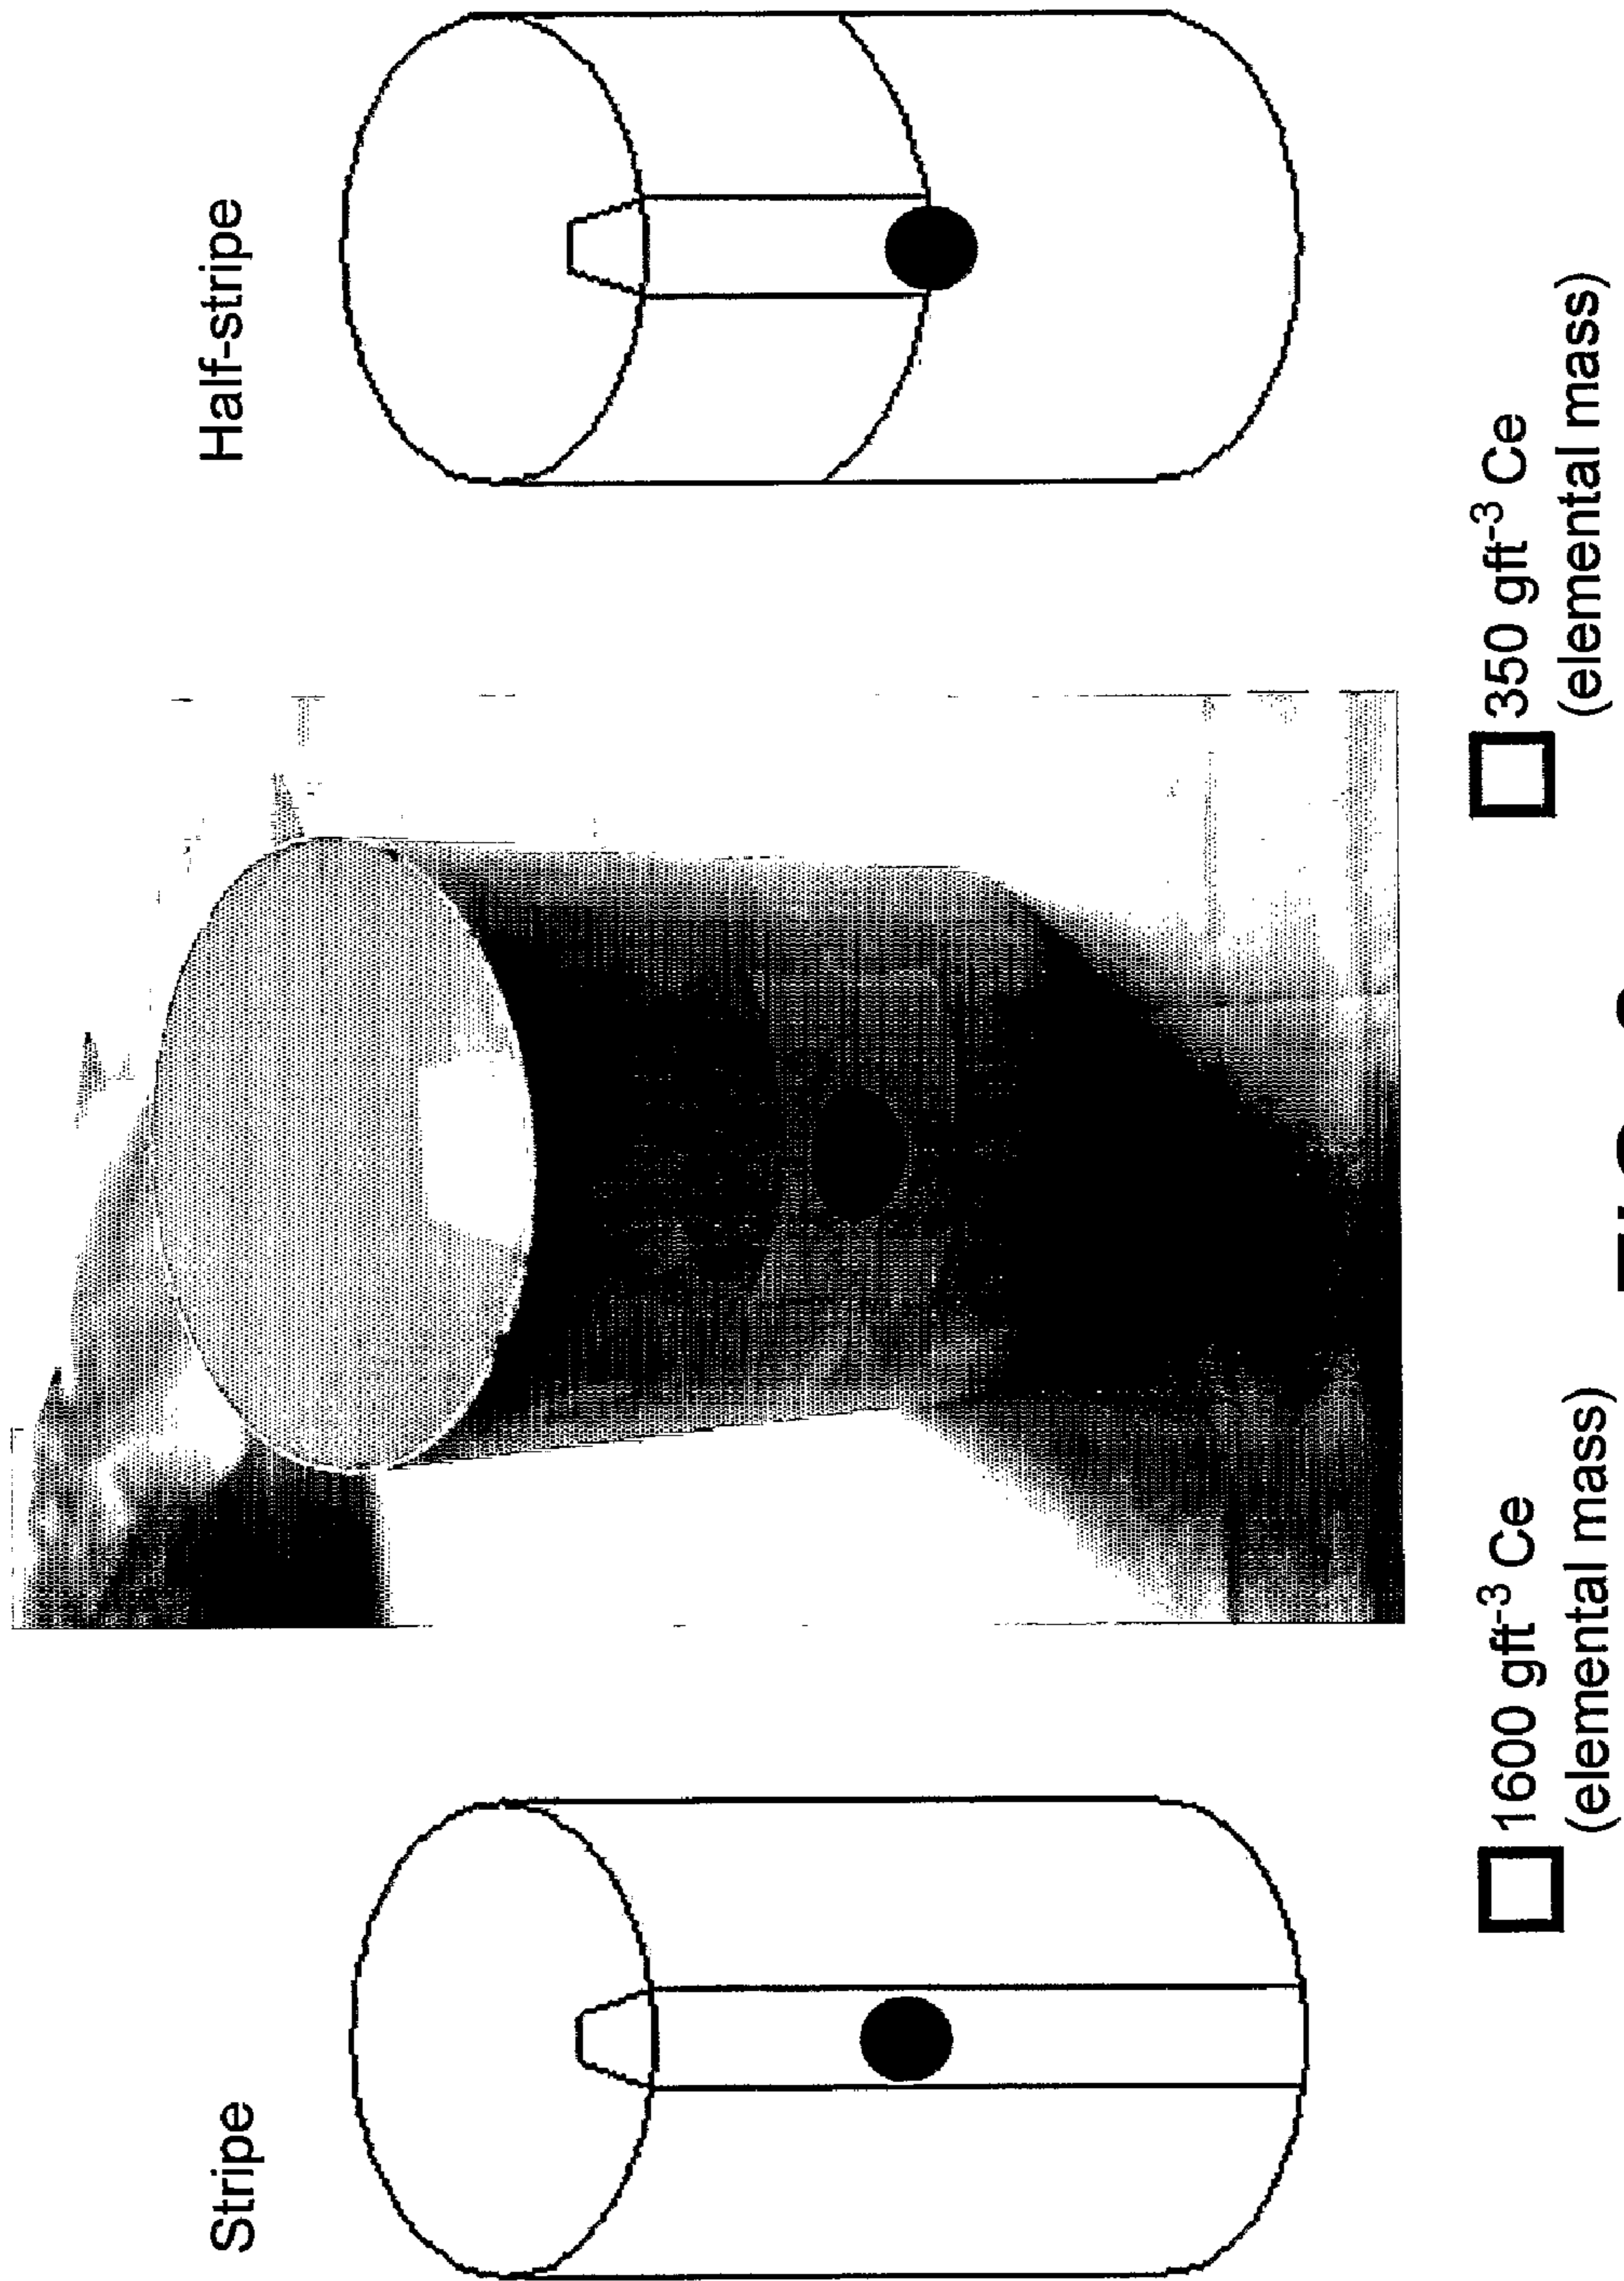 Stripe
Half-stripe
1600 gft-3 Ce
(elemental mass)
350 gft-3 Ce
(elemental mass)